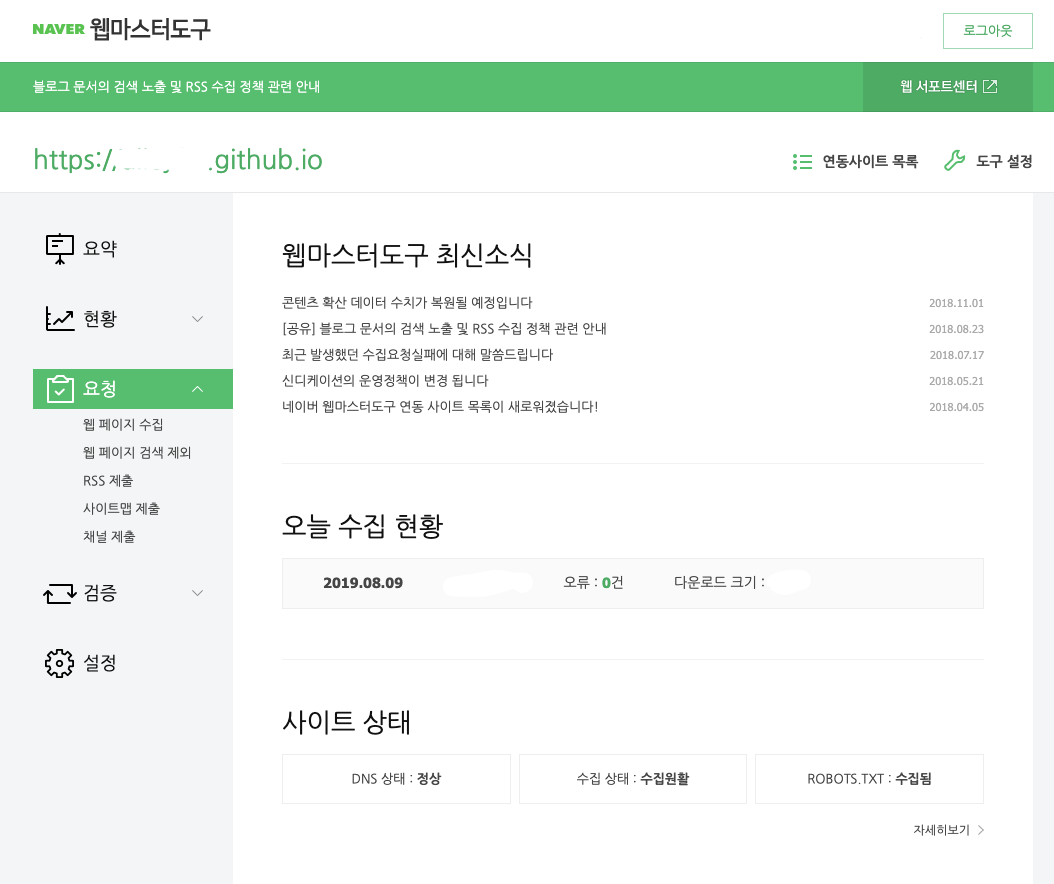 NAVER 웹마스터도구
로그아웃
블로그 문서의 검색 노출 및 RSS 수집 정책 관련 안내
웹 서포트센터
https:/ .github.io
연동사이트 목록
도구 설정
요약
현황
요청
웹 페이지 수집
웹 페이지 검색 제외
RSS 제출
사이트맵 제출
채널 제출
검증
설정
웹마스터도구 최신소식
콘텐츠 확산 데이터 수치가 복원될 예정입니다 2018.11.01
[공유] 블로그 문서의 검색 노출 및 RSS 수집 정책 관련 안내 2018.08.23
최근 발생했던 수집요청실패에 대해 말씀드립니다 2018.07.17
신디케이션의 운영정책이 변경 됩니다 2018.05.21
네이버 웹마스터도구 연동 사이트 목록이 새로워졌습니다! 2018.04.05
오늘 수집 현황
2019.08.09 오류 : 0건 다운로드 크기 :
사이트 상태
DNS 상태 : 정상 수집 상태 : 수집원활 ROBOTS.TXT : 수집됨
자세히보기